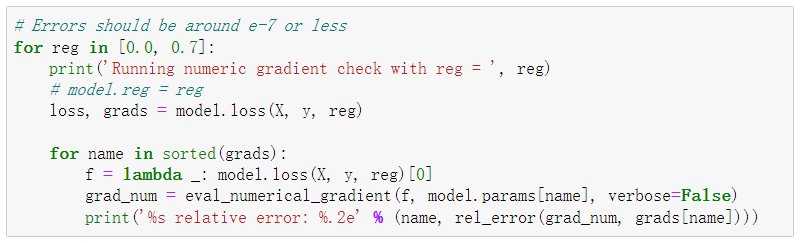 # Errors should be around e-7 or less
for reg in [0.0, 0.7]:
    print('Running numeric gradient check with reg = ', reg)
    # model.reg = reg
    loss, grads = model.loss(X, y, reg)

    for name in sorted(grads):
        f = lambda _: model.loss(X, y, reg)[0]
        grad_num = eval_numerical_gradient(f, model.params[name], verbose=False)
        print('%s relative error: %.2e' % (name, rel_error(grad_num, grads[name])))